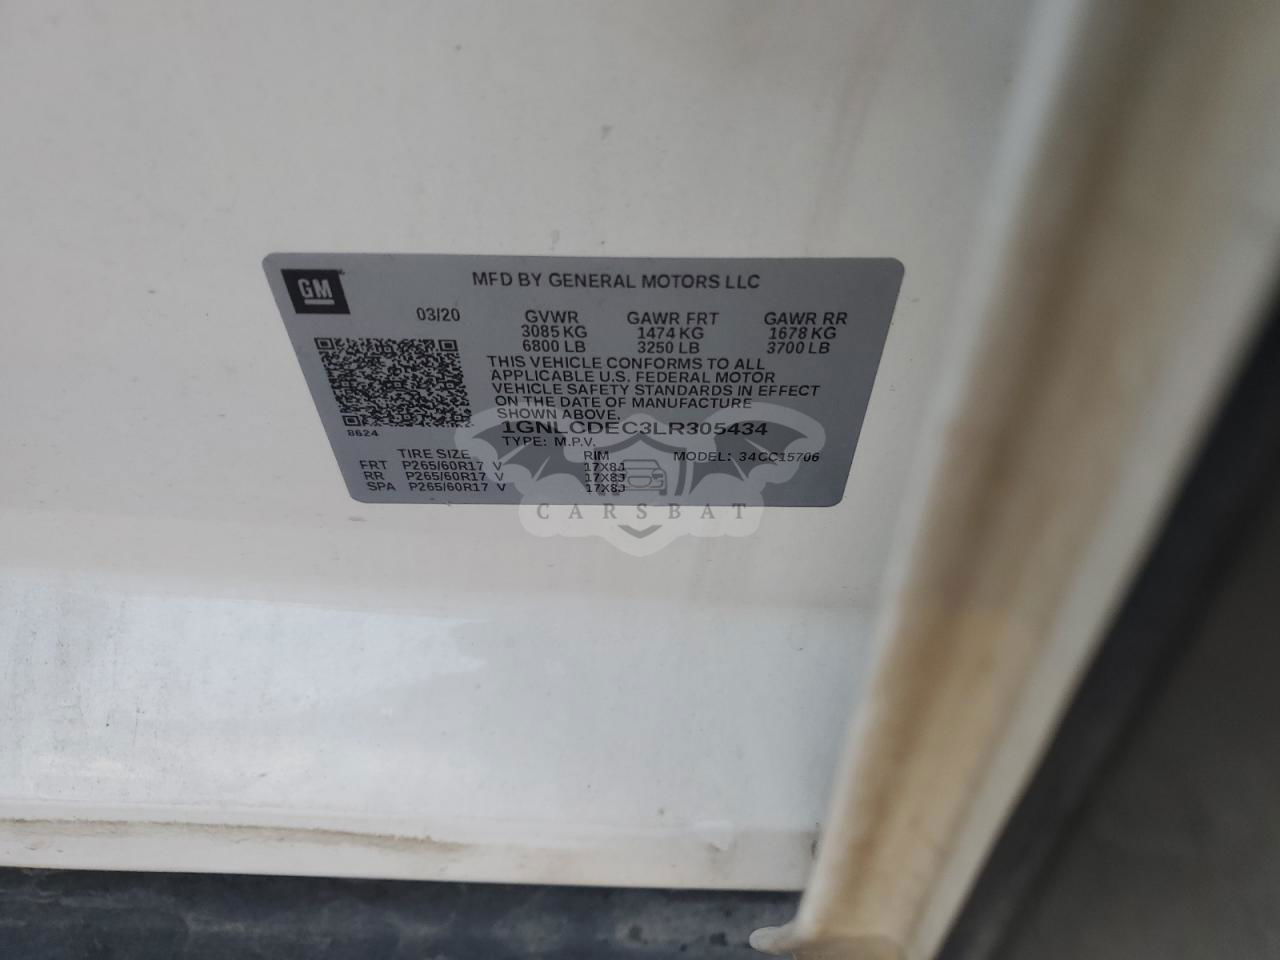 GM
MFD BY GENERAL MOTORS LLC
03/20 GVWR GAWR FRT GAWR RR
3085 KG 1474 KG 1678 KG
6800 LB 3250 LB 3700 LB
THIS VEHICLE CONFORMS TO ALL
APPLICABLE U.S. FEDERAL MOTOR
VEHICLE SAFETY STANDARDS IN EFFECT
ON THE DATE OF MANUFACTURE
SHOWN ABOVE.
8624
1GNLCDEC3LR305434
TYPE: M.P.V. MODEL: 34CC15706
TIRE SIZE RIM
FRT P265/60R17 V 17X8J
RR P265/60R17 V 17X8J
SPA P265/60R17 V 17X8J
CARSBAT